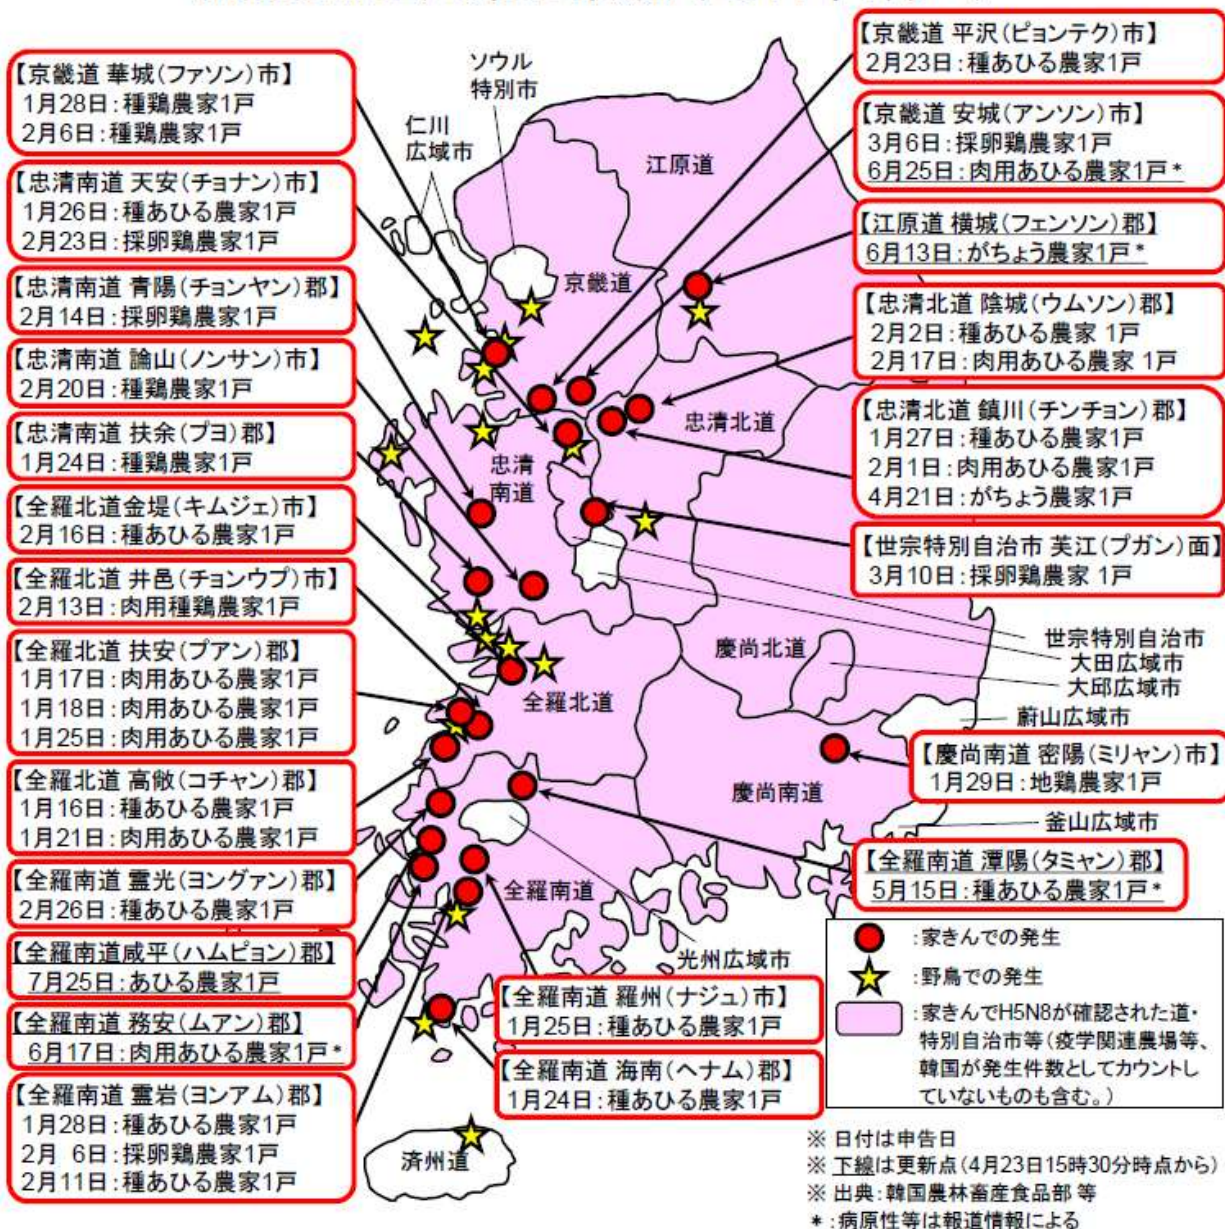 【京畿道 華城(ファソン)市】
1月28日:種鶏農家1戸
2月6日:種鶏農家1戸
【忠清南道 天安(チョナン)市】
1月26日:種あひる農家1戸
2月23日:採卵鶏農家1戸
【忠清南道 青陽(チョンヤン)郡】
2月14日:採卵鶏農家1戸
【忠清南道 論山(ノンサン)市】
2月20日:種鶏農家1戸
【忠清南道 扶余(プヨ)郡】
1月24日:種鶏農家1戸
【全羅北道金堤(キムジェ)市】
2月16日:種あひる農家1戸
【全羅北道 井邑(チョンウプ)市】
2月13日:肉用種鶏農家1戸
【全羅北道 扶安(プアン)郡】
1月17日:肉用あひる農家1戸
1月18日:肉用あひる農家1戸
1月25日:肉用あひる農家1戸
【全羅北道 高敞(コチャン)郡】
1月16日:種あひる農家1戸
1月21日:肉用あひる農家1戸
【全羅南道 霊光(ヨングァン)郡】
2月26日:種あひる農家1戸
【全羅南道咸平(ハムピョン)郡】
7月25日:あひる農家1戸
【全羅南道 務安(ムアン)郡】
6月17日:肉用あひる農家1戸*
【全羅南道 霊岩(ヨンアム)郡】
1月28日:種あひる農家1戸
2月 6日:採卵鶏農家1戸
2月11日:種あひる農家1戸
ソウル
特別市
仁川
広域市
江原道
京畿道
忠清北道
忠清
南道
慶尚北道
全羅北道
慶尚南道
全羅南道
光州広域市
済州道
【京畿道 平沢(ピョンテク)市】
2月23日:種あひる農家1戸
【京畿道 安城(アンソン)市】
3月6日:採卵鶏農家1戸
6月25日:肉用あひる農家1戸*
【江原道 横城(フェンソン)郡】
6月13日:がちょう農家1戸*
【忠清北道 陰城(ウムソン)郡】
2月2日:種あひる農家 1戸
2月17日:肉用あひる農家 1戸
【忠清北道 鎮川(チンチョン)郡】
1月27日:種あひる農家1戸
2月1日:肉用あひる農家1戸
4月21日:がちょう農家1戸
【世宗特別自治市 芙江(プガン)面】
3月10日:採卵鶏農家 1戸
世宗特別自治市
大田広域市
大邱広域市
蔚山広域市
【慶尚南道 密陽(ミリャン)市】
1月29日:地鶏農家1戸
釜山広域市
【全羅南道 潭陽(タミャン)郡】
5月15日:種あひる農家1戸*
【全羅南道 羅州(ナジュ)市】
1月25日:種あひる農家1戸
【全羅南道 海南(ヘナム)郡】
1月24日:種あひる農家1戸
:家きんでの発生
:野鳥での発生
:家きんでH5N8が確認された道・
特別自治市等(疫学関連農場等、
韓国が発生件数としてカウントし
ていないものも含む。)
※ 日付は申告日
※ 下線は更新点(4月23日15時30分時点から)
※ 出典:韓国農林畜産食品部 等
*:病原性等は報道情報による